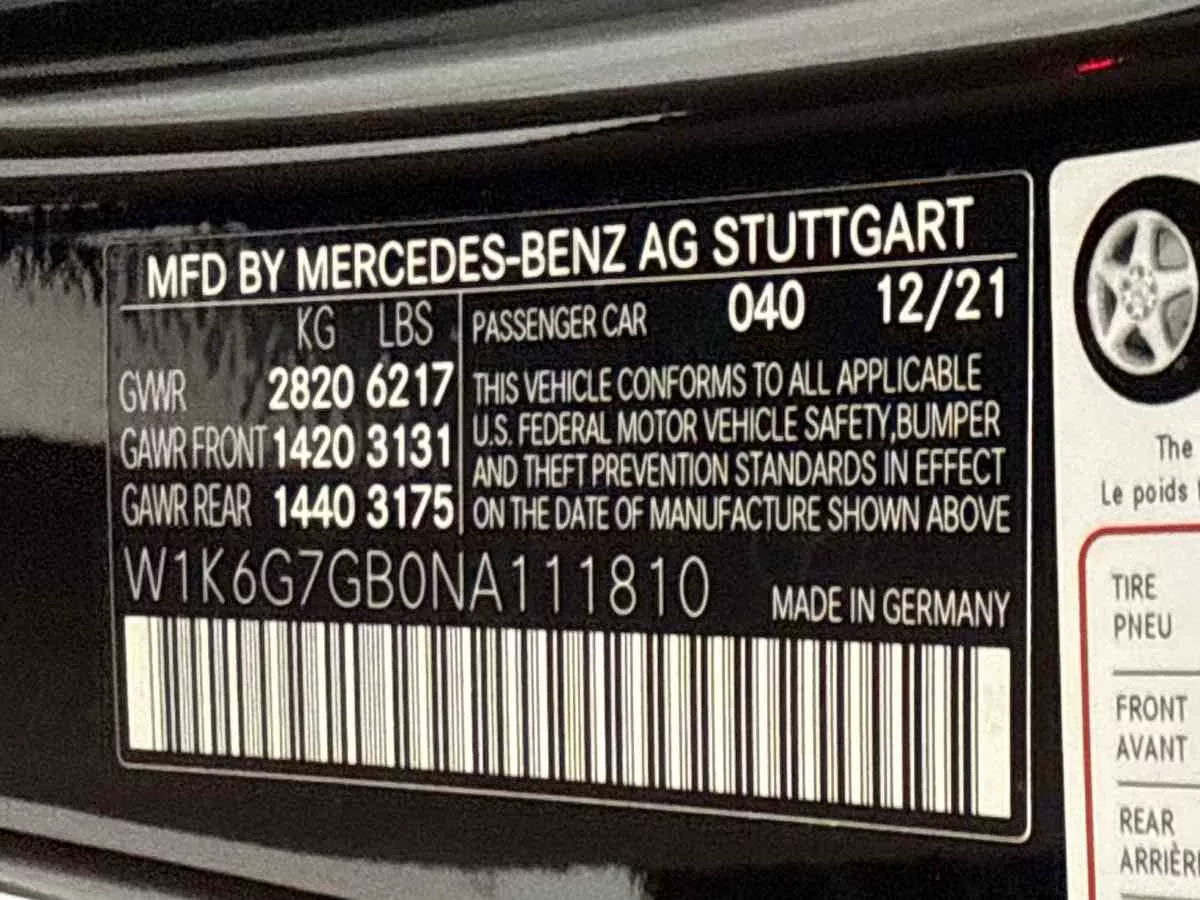 MFD BY MERCEDES-BENZ AG STUTTGART
KG LBS
GVWR 2820 6217
GAWR FRONT 1420 3131
GAWR REAR 1440 3175
PASSENGER CAR 040 12/21
THIS VEHICLE CONFORMS TO ALL APPLICABLE
U.S. FEDERAL MOTOR VEHICLE SAFETY,BUMPER
AND THEFT PREVENTION STANDARDS IN EFFECT
ON THE DATE OF MANUFACTURE SHOWN ABOVE
W1K6G7GB0NA111810
MADE IN GERMANY
The
Le poids
TIRE
PNEU
FRONT
AVANT
REAR
ARRIÈR